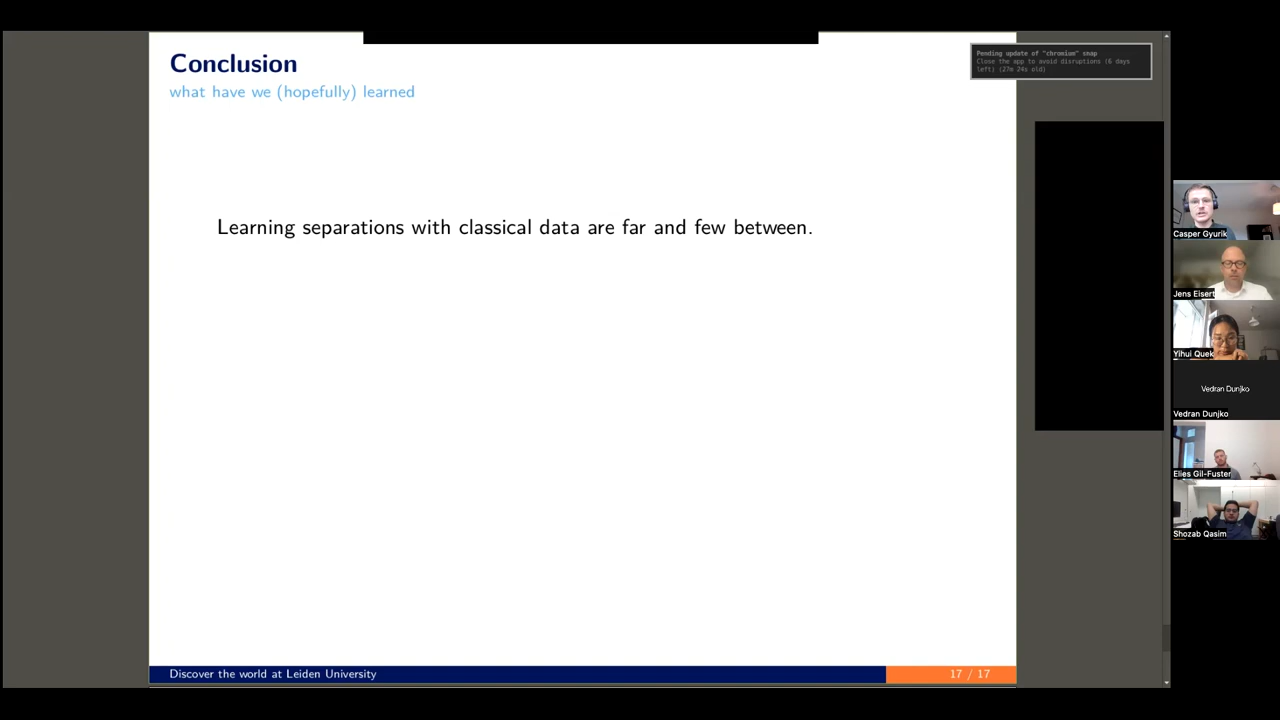 Conclusion
what have we (hopefully) learned
Pending update of "chromium" snap
Close the app to avoid disruptions (6 days
left) (27m 24s old)
Learning separations with classical data are far and few between.
Casper Gyurik
Jens Eisert
Yihui Quek
Vedran Dunjko
Vedran Dunjko
Elies Gil-Fuster
Shozab Qasim
Discover the world at Leiden University
17 / 17